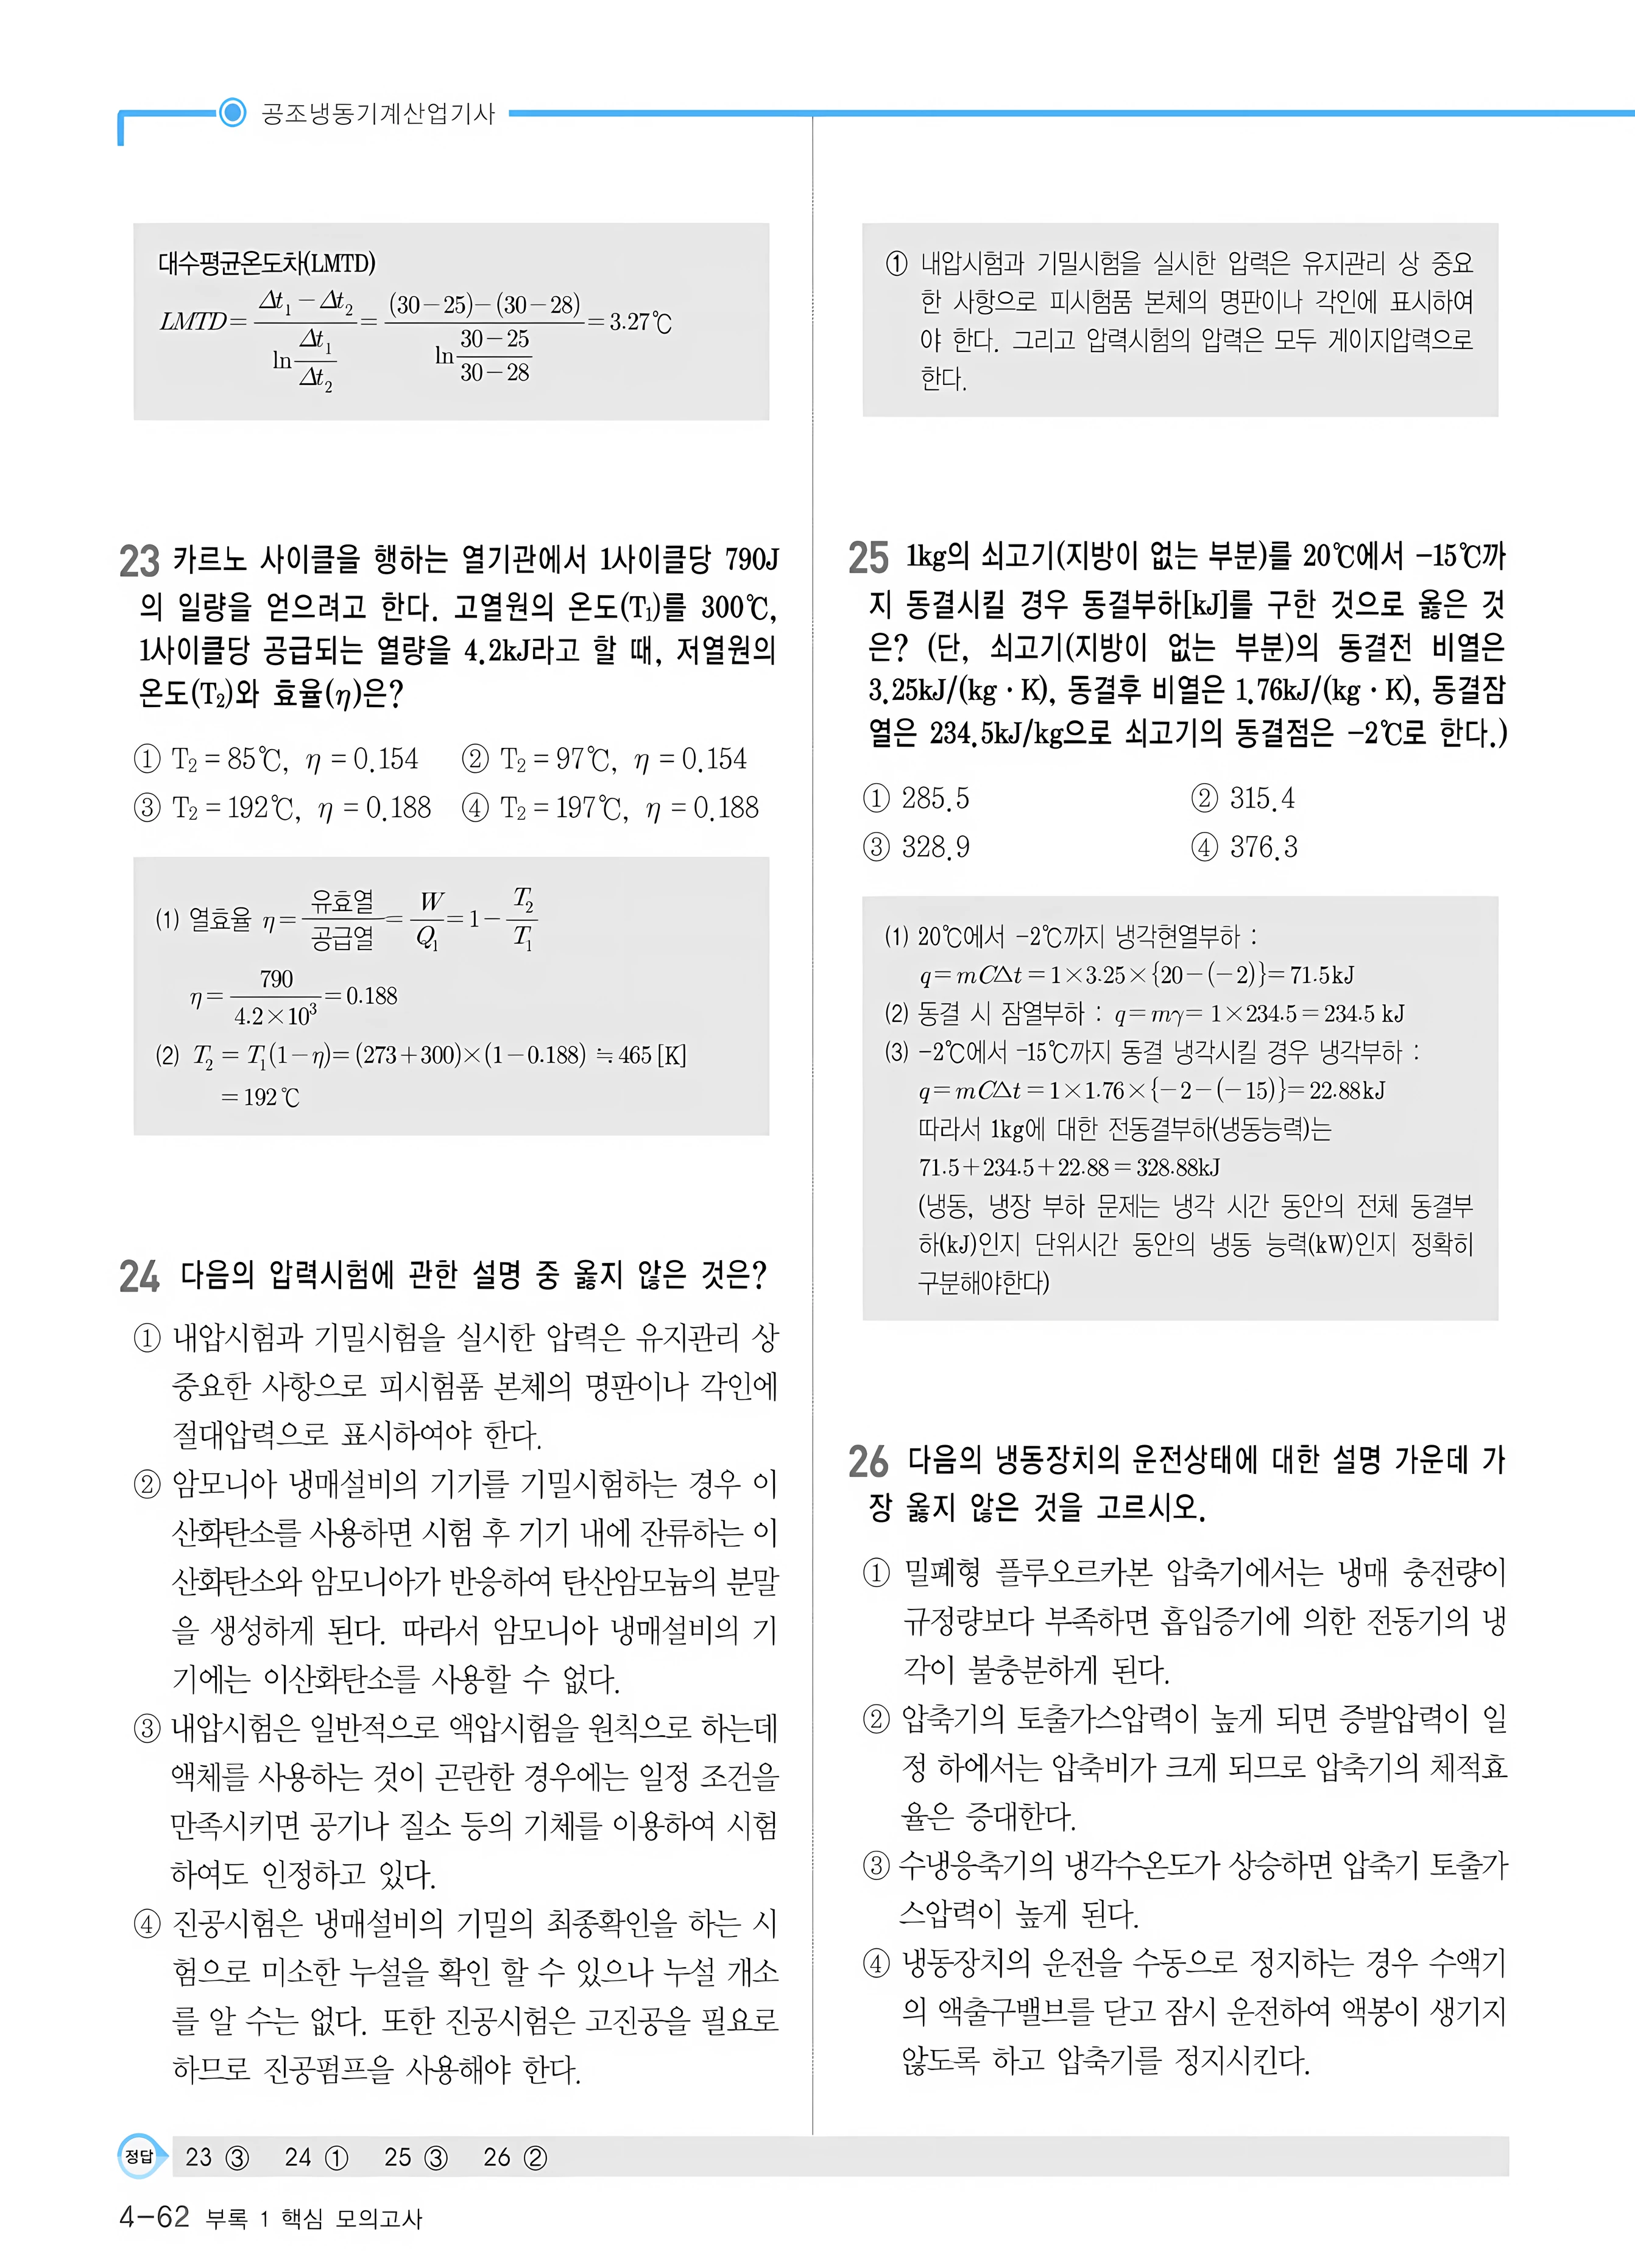 공조냉동기계산업기사
대수평균온도차(LMTD)
LMTD = (Δt₁ − Δt₂) / (ln Δt₁/Δt₂) = ((30−25)−(30−28)) / (ln (30−25)/(30−28)) = 3.27℃
23 카르노 사이클을 행하는 열기관에서 1사이클당 790J
의 일량을 얻으려고 한다. 고열원의 온도(T₁)를 300℃,
1사이클당 공급되는 열량을 4.2kJ라고 할 때, 저열원의
온도(T₂)와 효율(η)은?
① T₂ = 85℃, η = 0.154 ② T₂ = 97℃, η = 0.154
③ T₂ = 192℃, η = 0.188 ④ T₂ = 197℃, η = 0.188
(1) 열효율 η = 유효열/공급열 = W/Q₁ = 1 − T₂/T₁
η = 790/(4.2×10³) = 0.188
(2) T₂ = T₁(1−η) = (273+300)×(1−0.188) ≒ 465 [K]
= 192℃
24 다음의 압력시험에 관한 설명 중 옳지 않은 것은?
① 내압시험과 기밀시험을 실시한 압력은 유지관리 상
중요한 사항으로 피시험품 본체의 명판이나 각인에
절대압력으로 표시하여야 한다.
② 암모니아 냉매설비의 기기를 기밀시험하는 경우 이
산화탄소를 사용하면 시험 후 기기 내에 잔류하는 이
산화탄소와 암모니아가 반응하여 탄산암모늄의 분말
을 생성하게 된다. 따라서 암모니아 냉매설비의 기
기에는 이산화탄소를 사용할 수 없다.
③ 내압시험은 일반적으로 액압시험을 원칙으로 하는데
액체를 사용하는 것이 곤란한 경우에는 일정 조건을
만족시키면 공기나 질소 등의 기체를 이용하여 시험
하여도 인정하고 있다.
④ 진공시험은 냉매설비의 기밀의 최종확인을 하는 시
험으로 미소한 누설을 확인 할 수 있으나 누설 개소
를 알 수는 없다. 또한 진공시험은 고진공을 필요로
하므로 진공펌프을 사용해야 한다.
① 내압시험과 기밀시험을 실시한 압력은 유지관리 상 중요
한 사항으로 피시험품 본체의 명판이나 각인에 표시하여
야 한다. 그리고 압력시험의 압력은 모두 게이지압력으로
한다.
25 1kg의 쇠고기(지방이 없는 부분)를 20℃에서 −15℃까
지 동결시킬 경우 동결부하[kJ]를 구한 것으로 옳은 것
은? (단, 쇠고기(지방이 없는 부분)의 동결전 비열은
3.25kJ/(kg · K), 동결후 비열은 1.76kJ/(kg · K), 동결잠
열은 234.5kJ/kg으로 쇠고기의 동결점은 −2℃로 한다.)
① 285.5 ② 315.4
③ 328.9 ④ 376.3
(1) 20℃에서 −2℃까지 냉각현열부하 :
q = mCΔt = 1×3.25×{20−(−2)} = 71.5kJ
(2) 동결 시 잠열부하 : q = mγ = 1×234.5 = 234.5 kJ
(3) −2℃에서 −15℃까지 동결 냉각시킬 경우 냉각부하 :
q = mCΔt = 1×1.76×{−2−(−15)} = 22.88kJ
따라서 1kg에 대한 전동결부하(냉동능력)는
71.5+234.5+22.88 = 328.88kJ
(냉동, 냉장 부하 문제는 냉각 시간 동안의 전체 동결부
하(kJ)인지 단위시간 동안의 냉동 능력(kW)인지 정확히
구분해야한다)
26 다음의 냉동장치의 운전상태에 대한 설명 가운데 가
장 옳지 않은 것을 고르시오.
① 밀폐형 플루오르카본 압축기에서는 냉매 충전량이
규정량보다 부족하면 흡입증기에 의한 전동기의 냉
각이 불충분하게 된다.
② 압축기의 토출가스압력이 높게 되면 증발압력이 일
정 하에서는 압축비가 크게 되므로 압축기의 체적효
율은 증대한다.
③ 수냉응축기의 냉각수온도가 상승하면 압축기 토출가
스압력이 높게 된다.
④ 냉동장치의 운전을 수동으로 정지하는 경우 수액기
의 액출구밸브를 닫고 잠시 운전하여 액봉이 생기지
않도록 하고 압축기를 정지시킨다.
정답 23 ③ 24 ① 25 ③ 26 ②
4-62 부록 1 핵심 모의고사